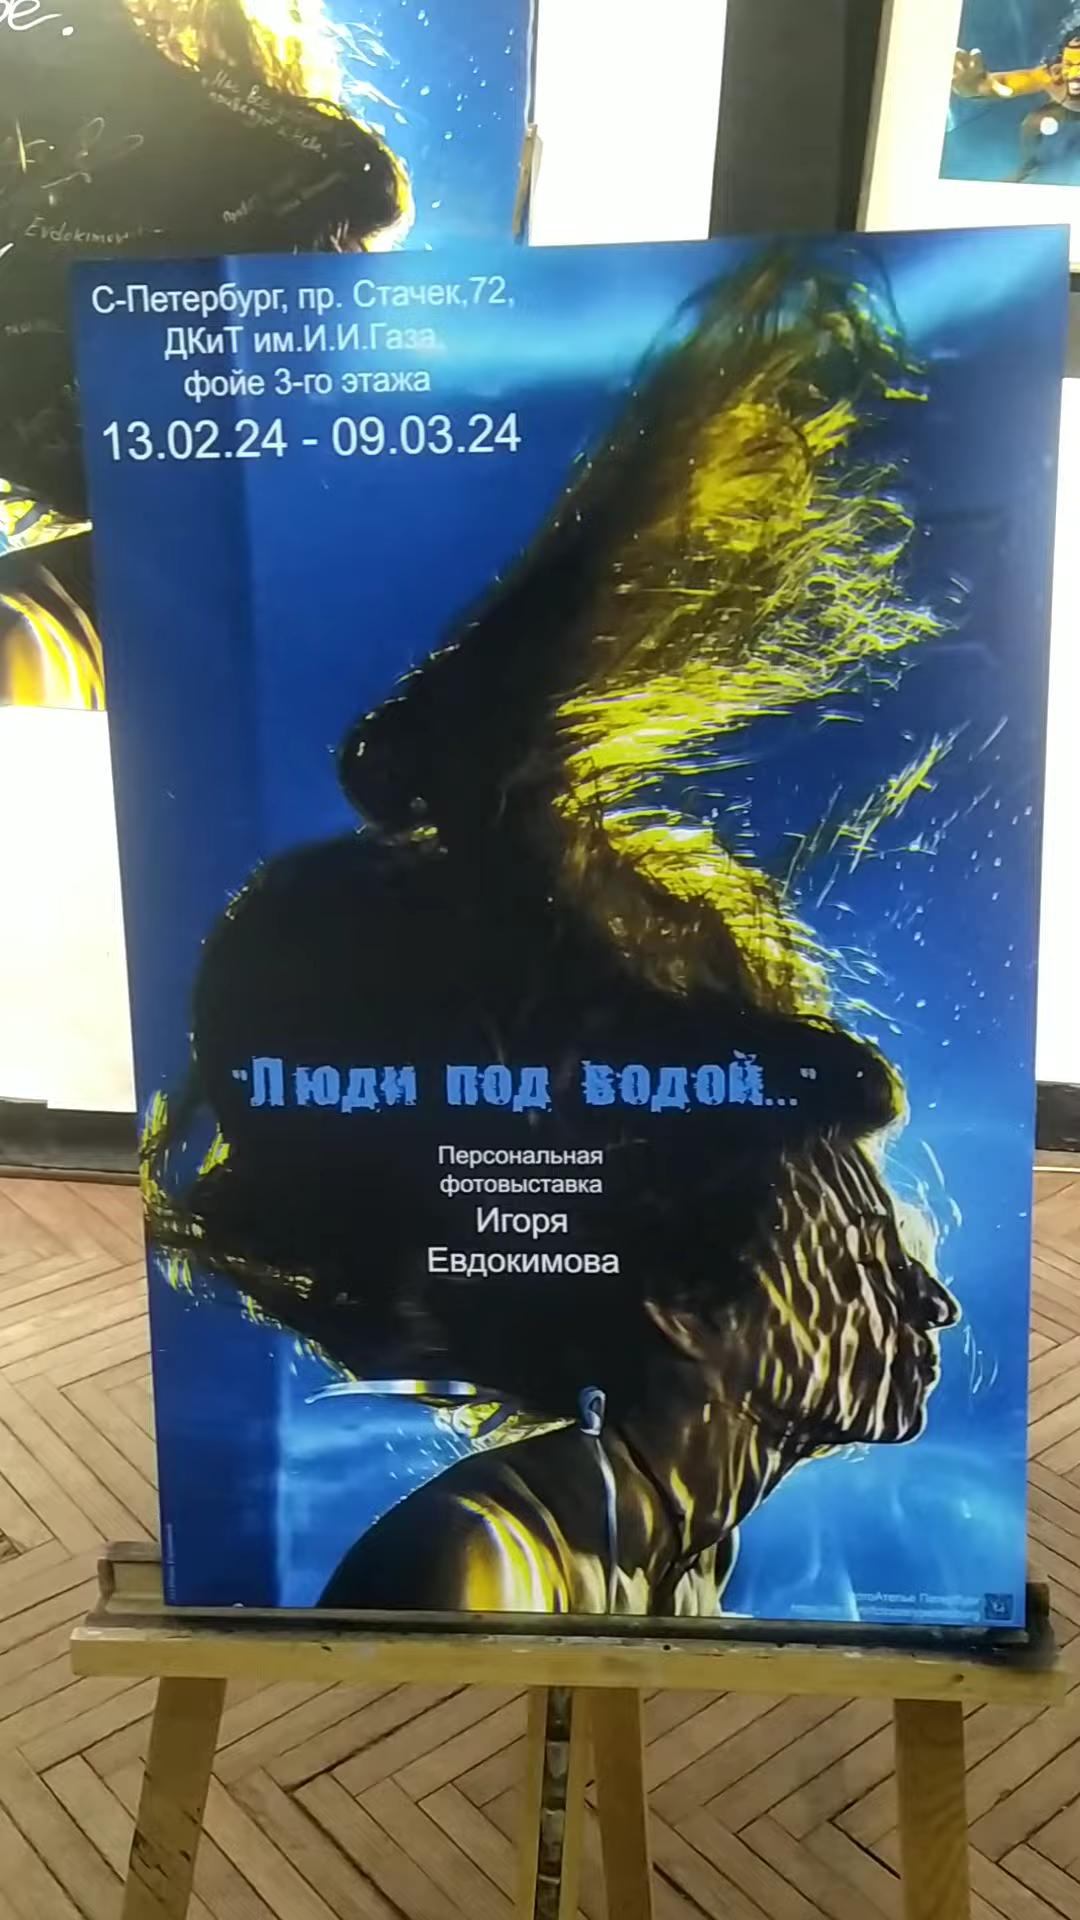 С-Петербург, пр. Стачек,72,
ДКиТ им.И.И.Газа,
фойе 3-го этажа
13.02.24 - 09.03.24
"Люди под водой..."
Персональная
фотовыставка
Игоря
Евдокимова
Evdokimov